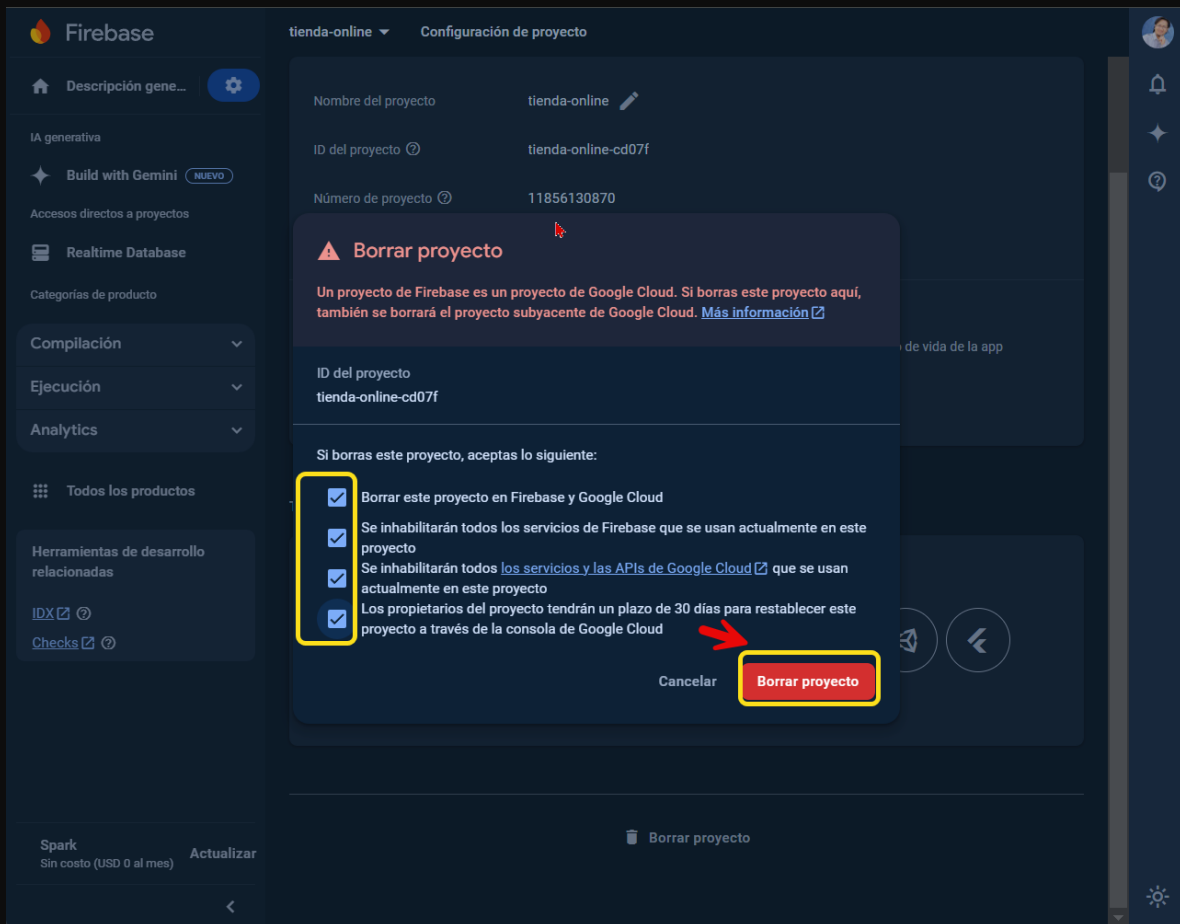 Firebase
tienda-online
Configuración de proyecto
Descripción gene...
Nombre del proyecto
tienda-online
IA generativa
ID del proyecto
tienda-online-cd07f
Build with Gemini
NUEVO
Número de proyecto
11856130870
Accesos directos a proyectos
Realtime Database
Categorías de producto
Compilación
Ejecución
Analytics
Todos los productos
Herramientas de desarrollo
relacionadas
IDX
Checks
Spark
Sin costo (USD 0 al mes)
Actualizar
Borrar proyecto
Un proyecto de Firebase es un proyecto de Google Cloud. Si borras este proyecto aquí,
también se borrará el proyecto subyacente de Google Cloud. Más información
de vida de la app
ID del proyecto
tienda-online-cd07f
Si borras este proyecto, aceptas lo siguiente:
Borrar este proyecto en Firebase y Google Cloud
Se inhabilitarán todos los servicios de Firebase que se usan actualmente en este
proyecto
Se inhabilitarán todos los servicios y las APIs de Google Cloud que se usan
actualmente en este proyecto
Los propietarios del proyecto tendrán un plazo de 30 días para restablecer este
proyecto a través de la consola de Google Cloud
Cancelar
Borrar proyecto
Borrar proyecto